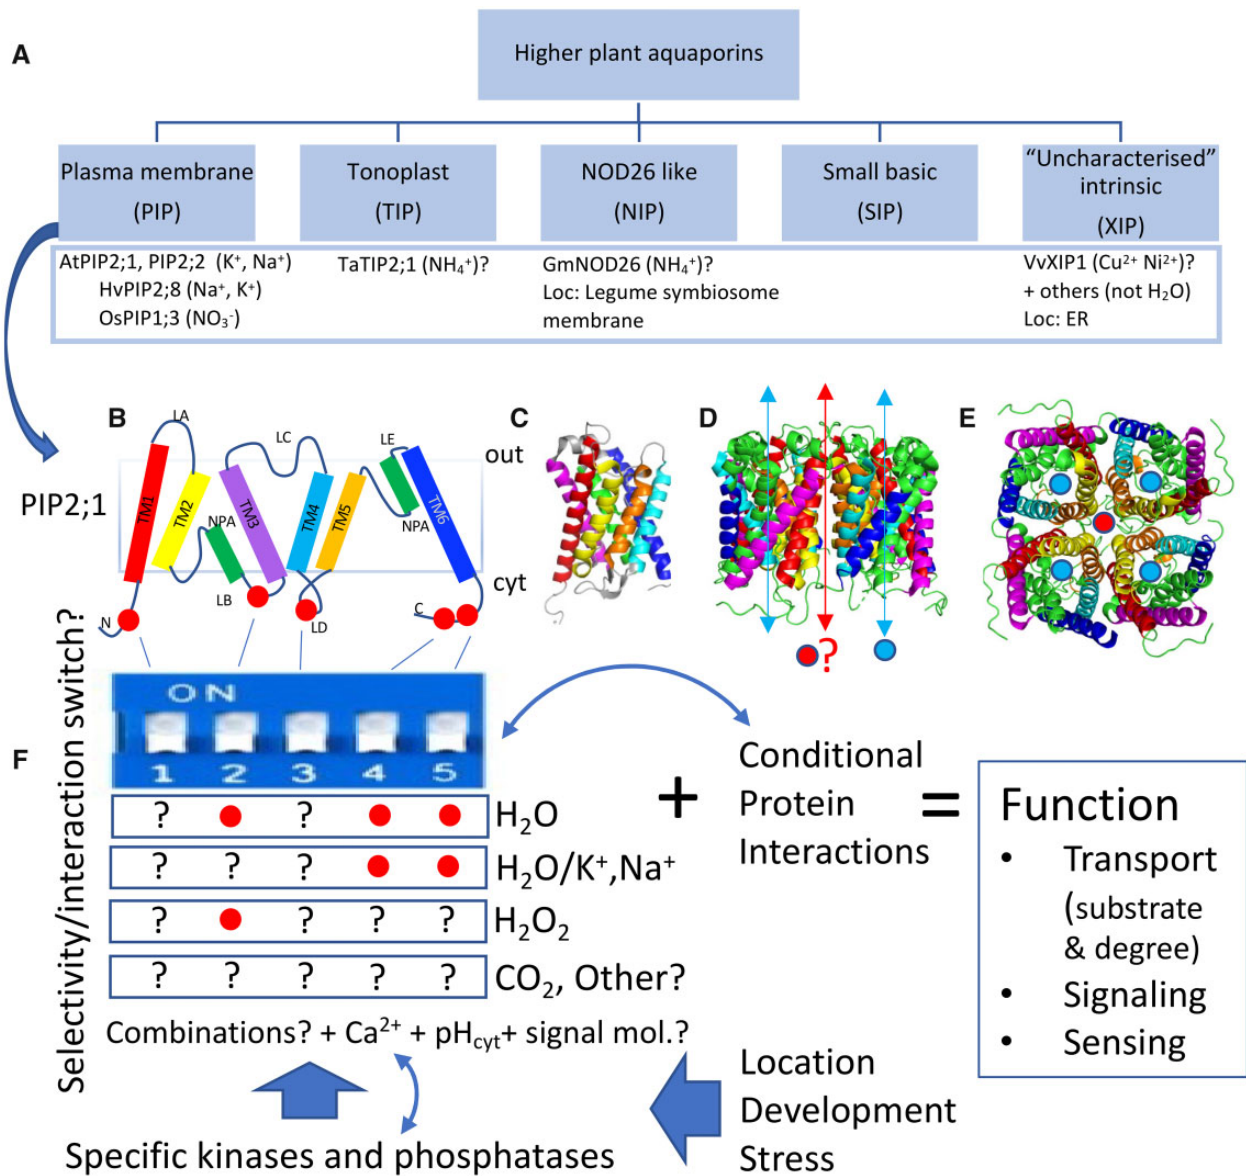 A
Higher plant aquaporins
Plasma membrane
(PIP)
Tonoplast
(TIP)
NOD26 like
(NIP)
Small basic
(SIP)
“Uncharacterised”
intrinsic
(XIP)
AtPIP2;1, PIP2;2 (K⁺, Na⁺)
HvPIP2;8 (Na⁺, K⁺)
OsPIP1;3 (NO₃⁻)
TaTIP2;1 (NH₄⁺)?
GmNOD26 (NH₄⁺)?
Loc: Legume symbiosome
membrane
VvXIP1 (Cu²⁺ Ni²⁺)?
+ others (not H₂O)
Loc: ER
B
LA
LC
LE
out
PIP2;1
TM1
TM2
TM3
TM4
TM5
TM6
NPA
NPA
cyt
N
LB
LD
C
C
D
?
E
F
Selectivity/interaction switch?
ON
1 2 3 4 5
? ? H₂O
? ? ? H₂O/K⁺,Na⁺
? ? ? ? H₂O₂
? ? ? ? ? CO₂, Other?
Combinations? + Ca²⁺ + pH_cyt+ signal mol.?
Specific kinases and phosphatases
+
Conditional
Protein
Interactions
=
Function
• Transport
(substrate
& degree)
• Signaling
• Sensing
Location
Development
Stress